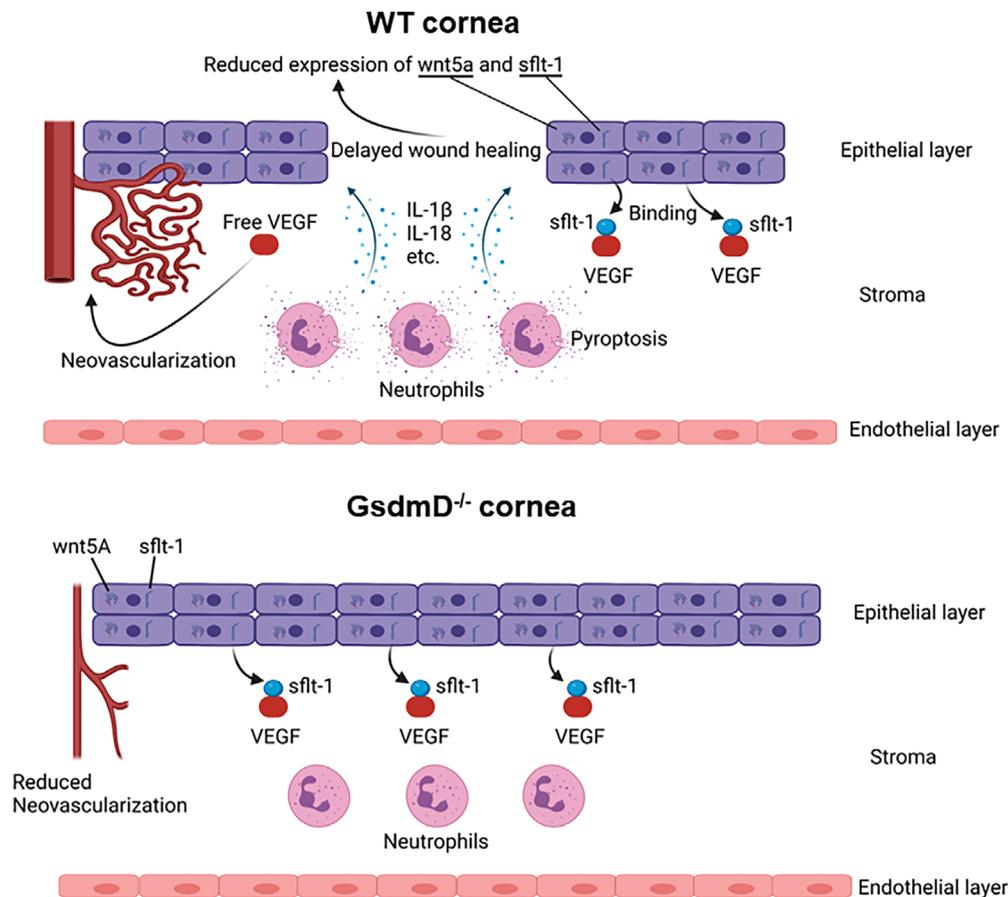 WT cornea
Reduced expression of wnt5a and sflt-1
Delayed wound healing
Epithelial layer
Free VEGF
IL-1β
IL-18
etc.
sflt-1
Binding
sflt-1
VEGF
VEGF
Stroma
Neovascularization
Pyroptosis
Neutrophils
Endothelial layer
GsdmD-/- cornea
wnt5A
sflt-1
Epithelial layer
sflt-1
sflt-1
sflt-1
VEGF
VEGF
VEGF
Stroma
Reduced
Neovascularization
Neutrophils
Endothelial layer